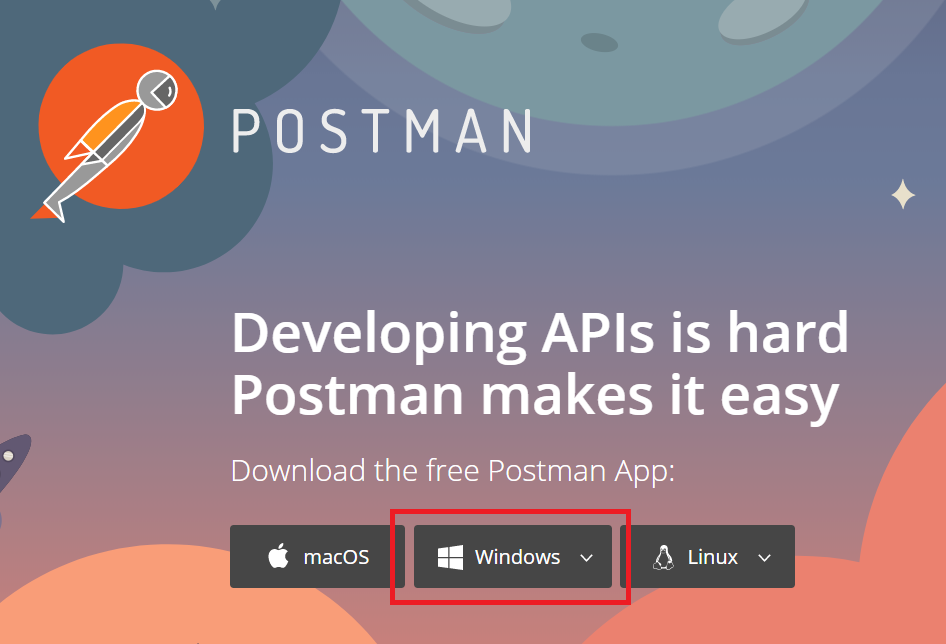 POSTMAN
Developing APIs is hard
Postman makes it easy
Download the free Postman App:
macOS
Windows
Linux